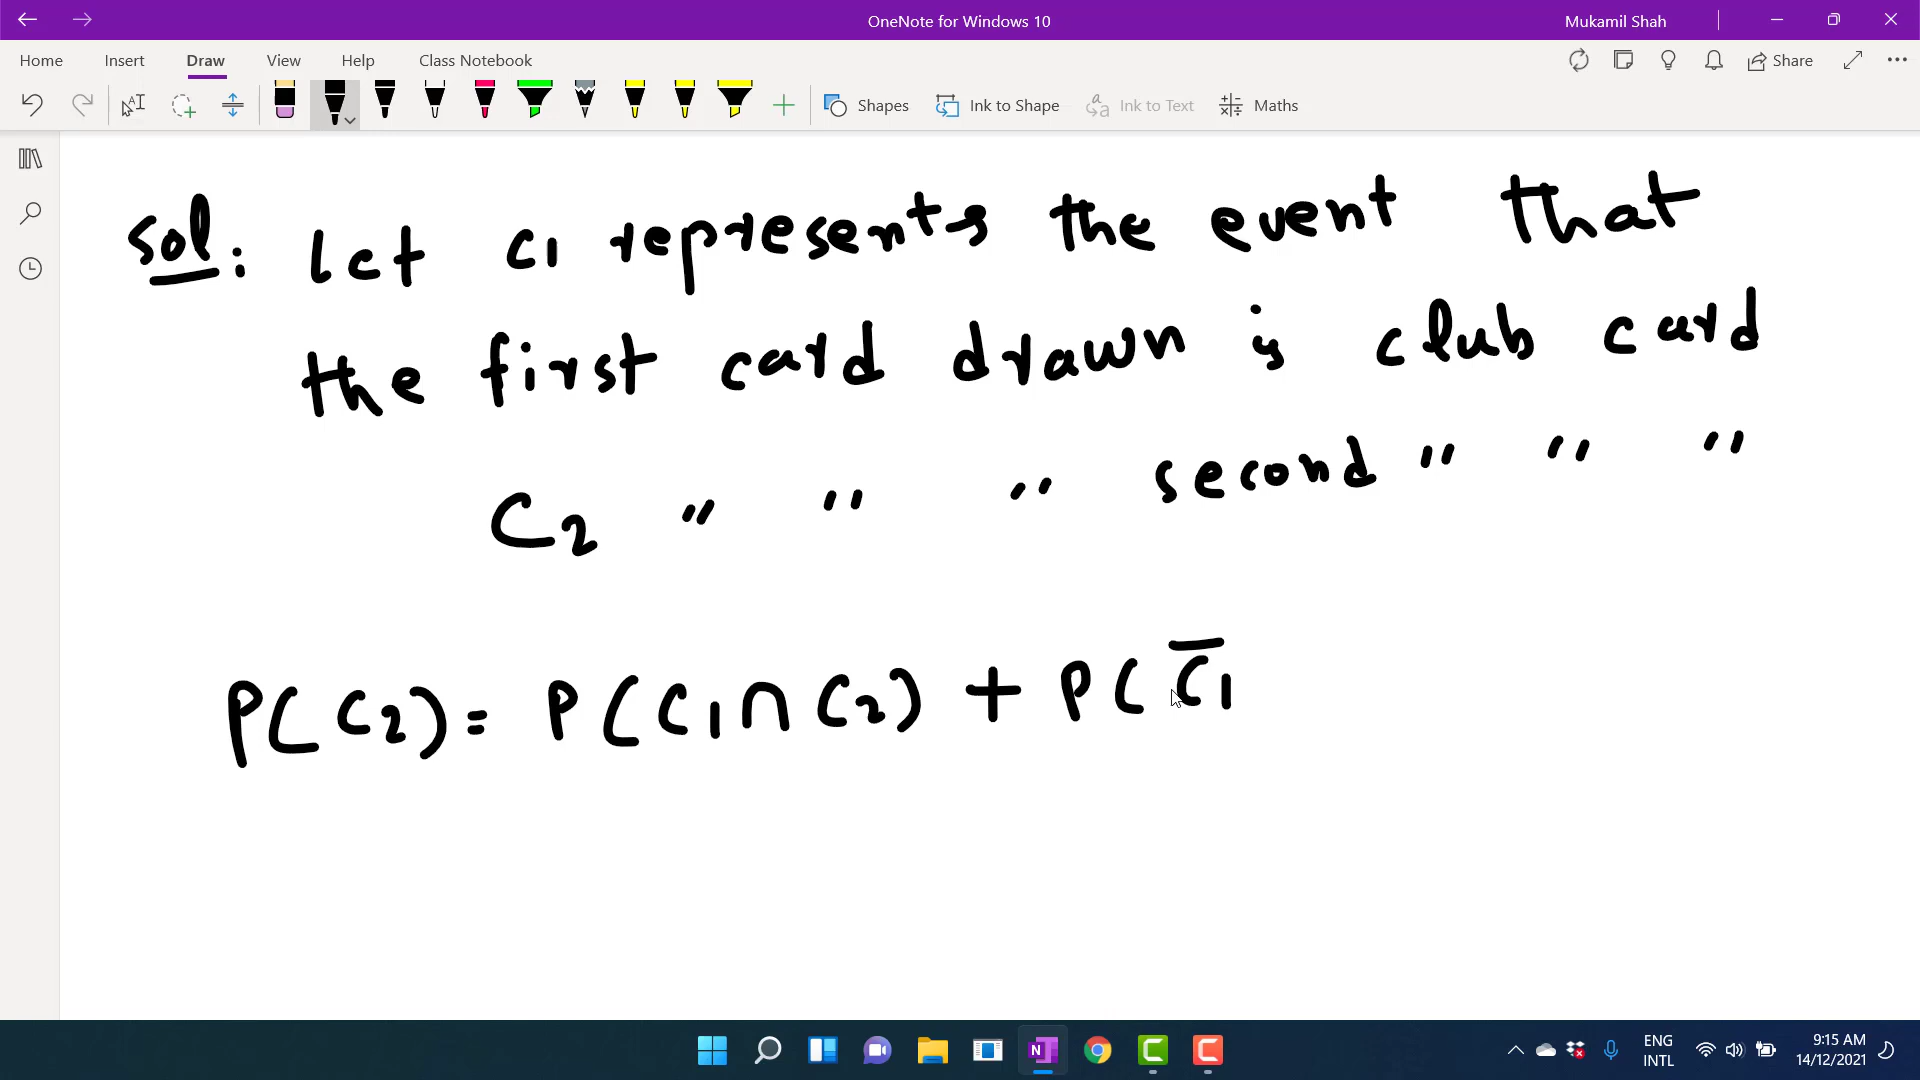 OneNote for Windows 10
Mukamil Shah
Home Insert Draw View Help Class Notebook
Share
Shapes
Ink to Shape
Ink to Text
Maths
Sol: Let C1 represents the event that
the first card drawn is club card
C2 〃 〃 〃 second 〃 〃 〃
P(C2) = P(C1∩C2) + P(C̅1
ENG
INTL
9:15 AM
14/12/2021